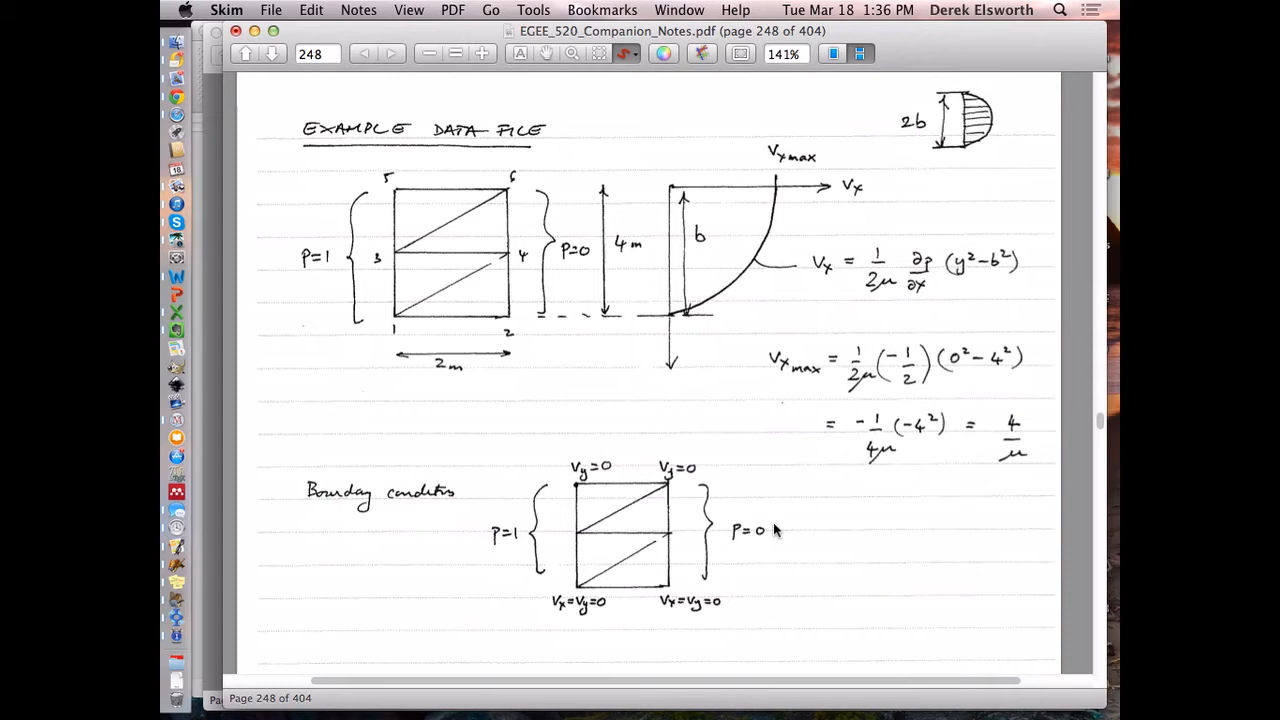 Skim File Edit Notes View PDF Go Tools Bookmarks Window Help Tue Mar 18 1:36 PM Derek Elsworth
EGEE_520_Companion_Notes.pdf (page 248 of 404)
248 141%
EXAMPLE DATA FILE
2b
Vxmax
Vx
5 6
P=1 3 4 P=0 4m b
Vx = 1/2μ ∂p/∂x (y²-b²)
1 2
2m
Vxmax = 1/2μ (-1/2) (0²-4²)
= -1/4μ (-4²) = 4/μ
Vy=0 Vy=0
Boundary conditions
P=1 P=0
Vx=Vy=0 Vx=Vy=0
Page 248 of 404